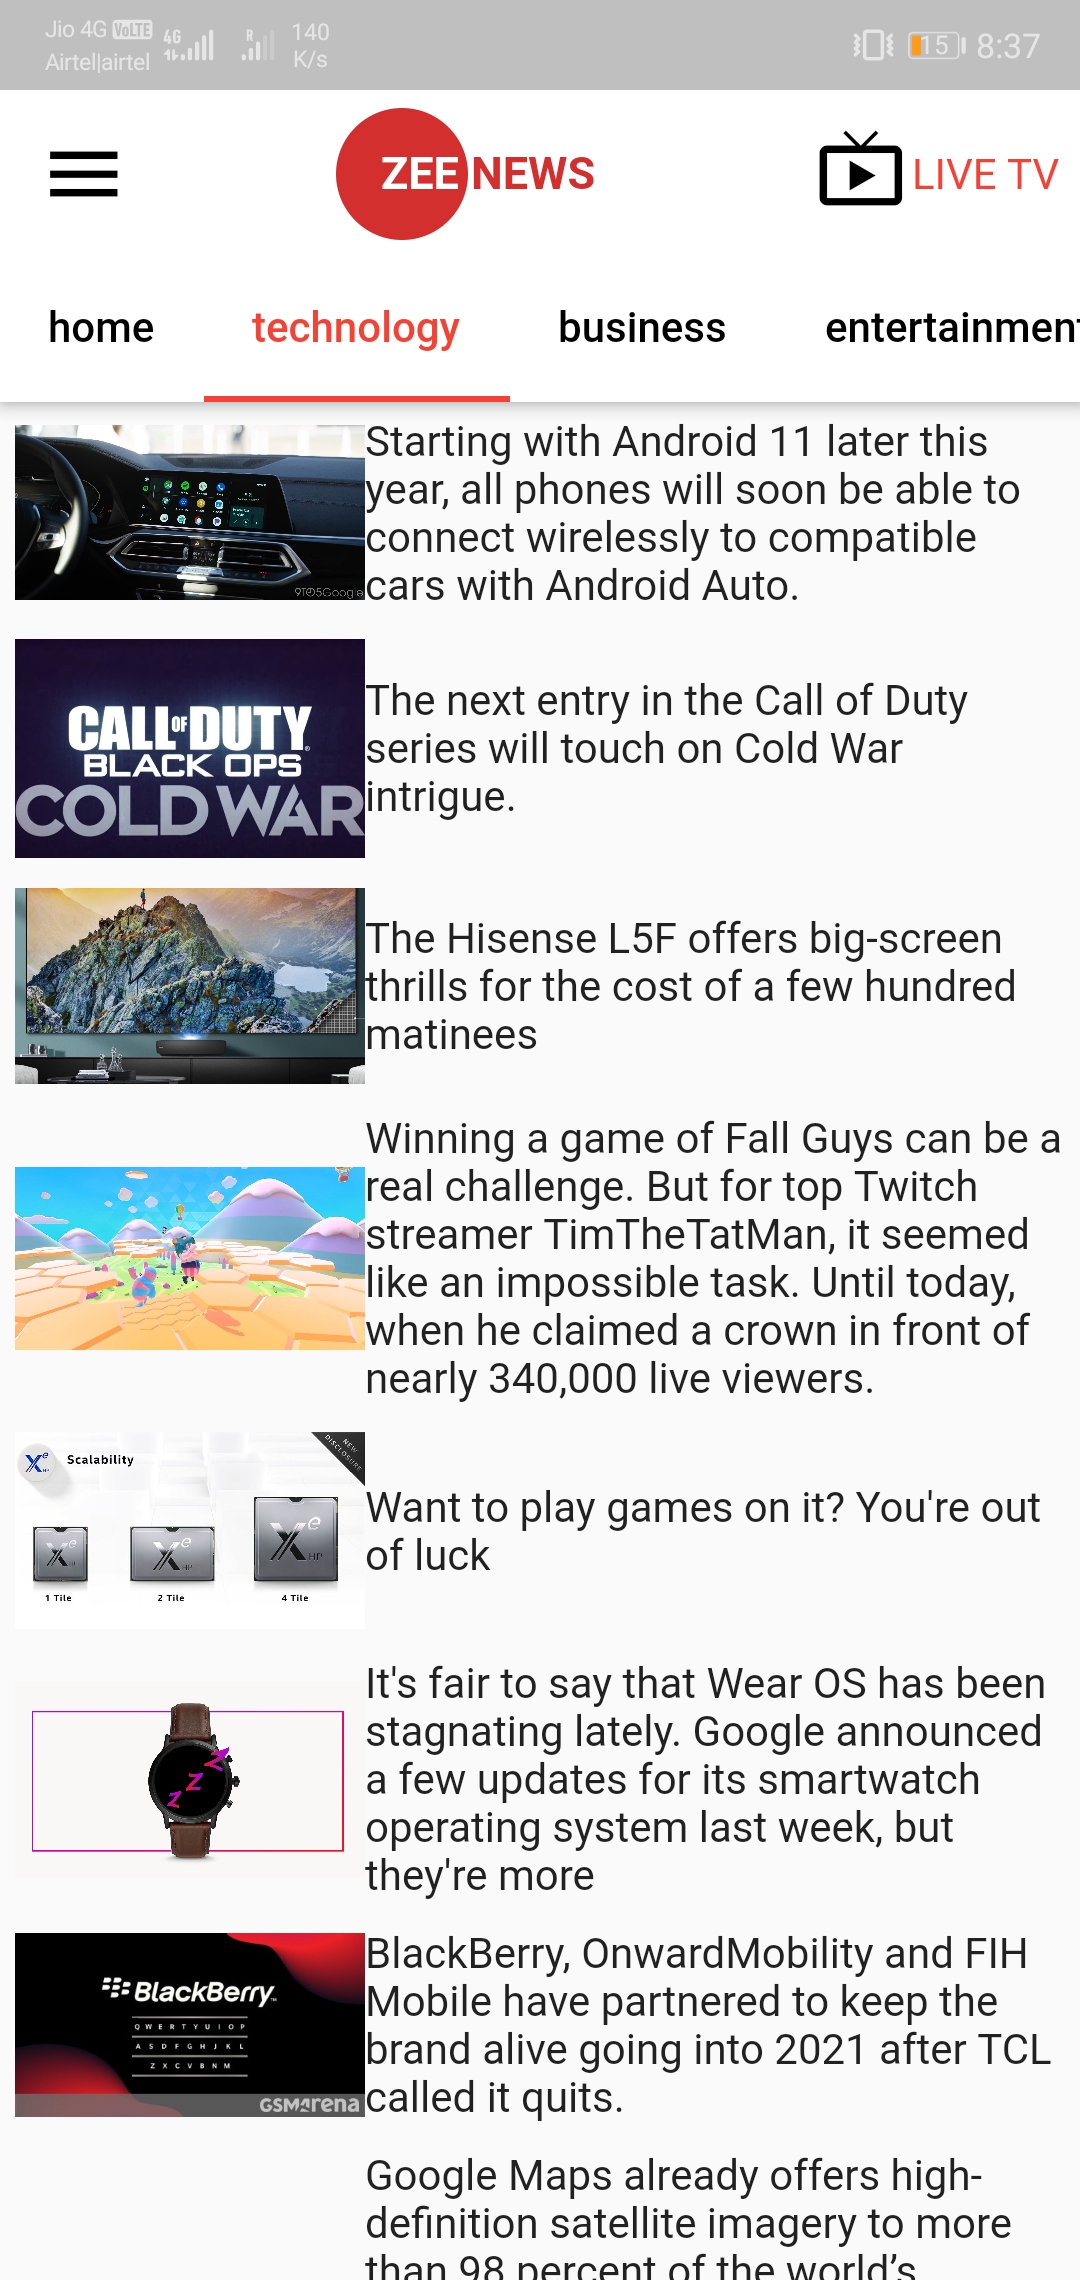 Jio 4G VoLTE 4G R 140
Airtel|airtel K/s 15 8:37
ZEE NEWS LIVE TV
home technology business entertainment
Starting with Android 11 later this
year, all phones will soon be able to
connect wirelessly to compatible
cars with Android Auto.
9TO5Google
CALL OF DUTY
BLACK OPS
COLD WAR
The next entry in the Call of Duty
series will touch on Cold War
intrigue.
The Hisense L5F offers big-screen
thrills for the cost of a few hundred
matinees
Winning a game of Fall Guys can be a
real challenge. But for top Twitch
streamer TimTheTatMan, it seemed
like an impossible task. Until today,
when he claimed a crown in front of
nearly 340,000 live viewers.
Xe HP Scalability
NEW
DISCLOSURE
Xe HP Xe HP Xe HP
1 Tile 2 Tile 4 Tile
Want to play games on it? You're out
of luck
Z
Z
Z
It's fair to say that Wear OS has been
stagnating lately. Google announced
a few updates for its smartwatch
operating system last week, but
they're more
BlackBerry
Q W E R T Y U I O P
A S D F G H J K L
Z X C V B N M
GSMArena
BlackBerry, OnwardMobility and FIH
Mobile have partnered to keep the
brand alive going into 2021 after TCL
called it quits.
Google Maps already offers high-
definition satellite imagery to more
than 98 percent of the world’s